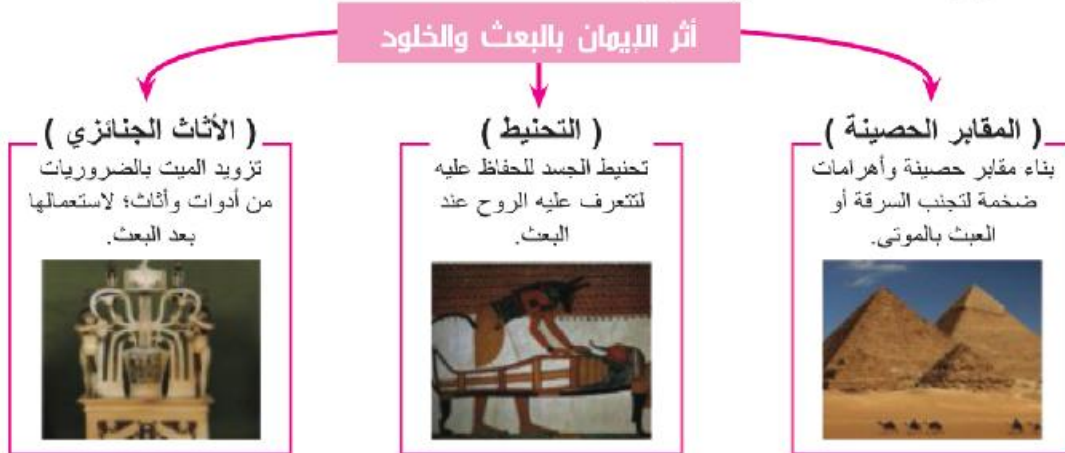 أثر الإيمان بالبعث والخلود
( المقابر الحصينة )
بناء مقابر حصينة وأهرامات
ضخمة لتجنب السرقة أو
العبث بالموتى.
( التحنيط )
تحنيط الجسد للحفاظ عليه
لتتعرف عليه الروح عند
البعث.
( الأثاث الجنائزي )
تزويد الميت بالضروريات
من أدوات وأثاث؛ لاستعمالها
بعد البعث.